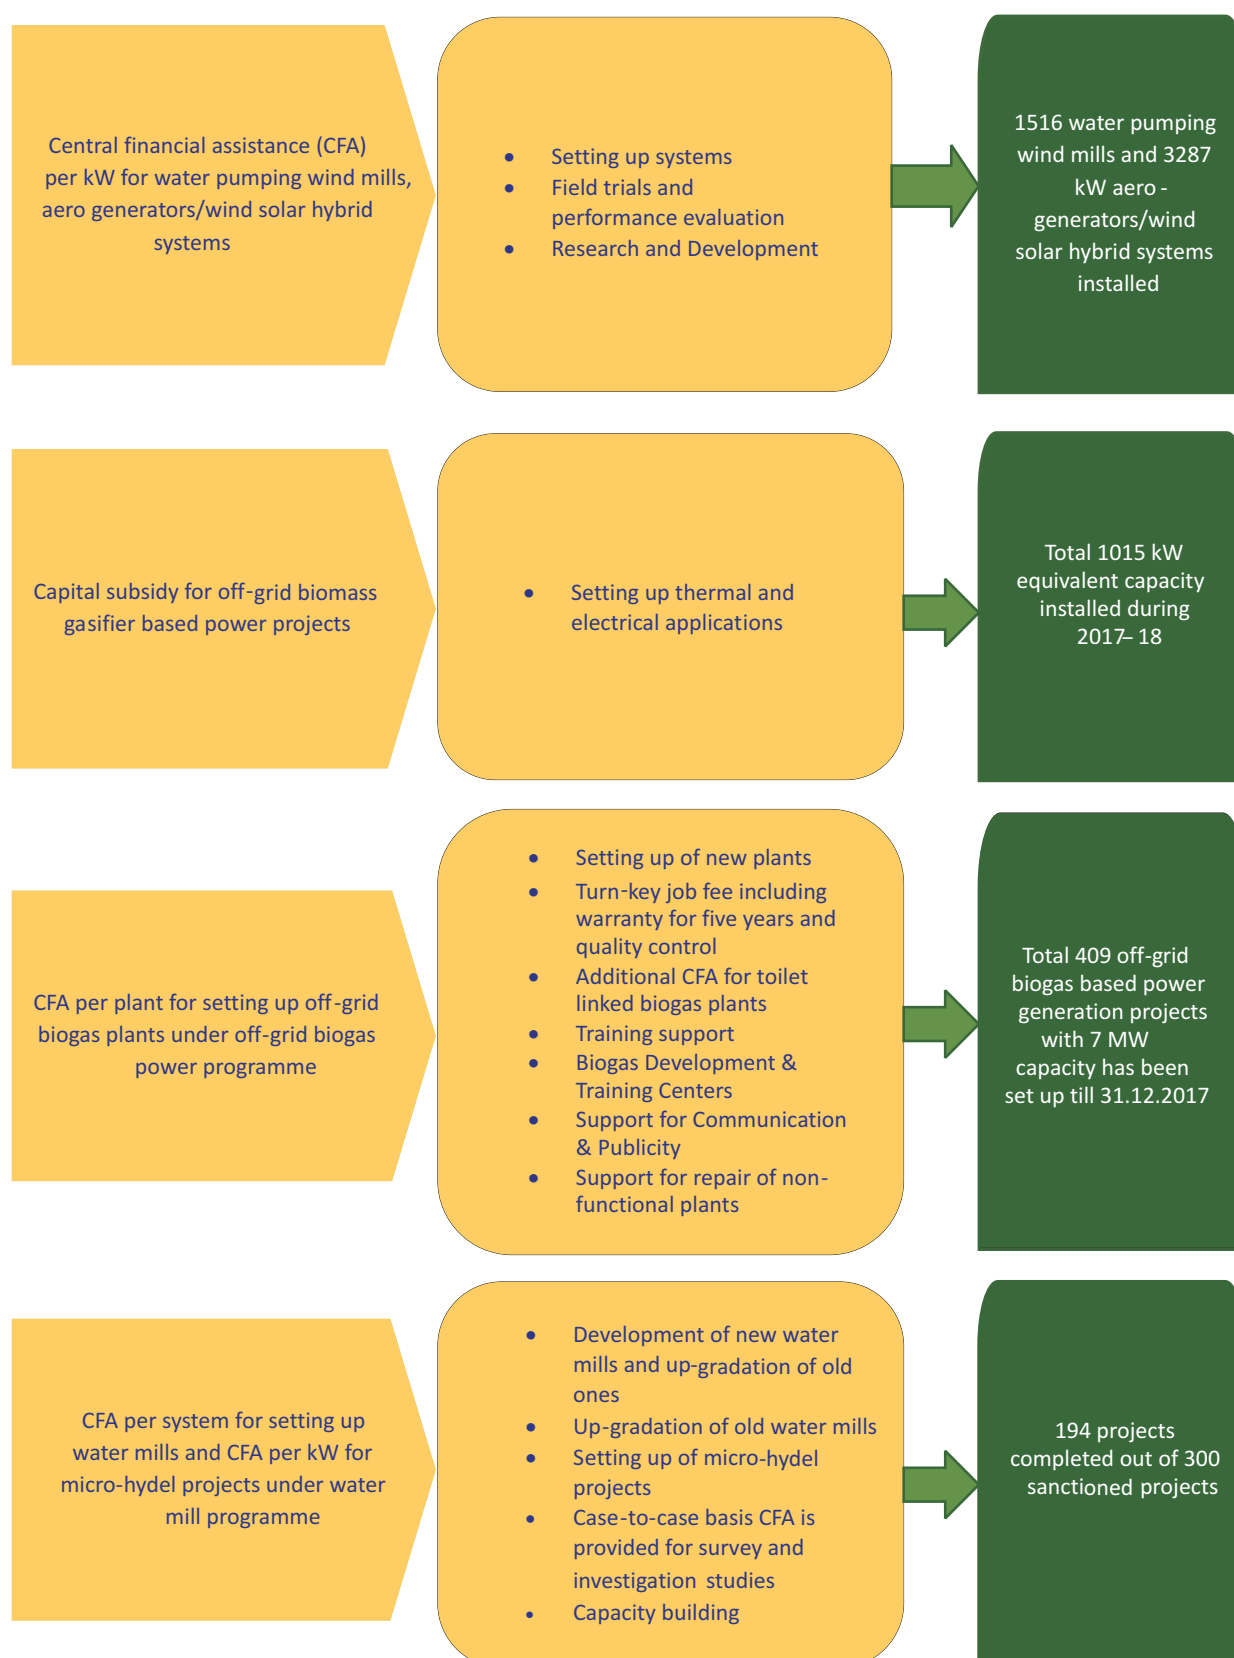 Central financial assistance (CFA)
per kW for water pumping wind mills,
aero generators/wind solar hybrid
systems
• Setting up systems
• Field trials and
performance evaluation
• Research and Development
1516 water pumping
wind mills and 3287
kW aero -
generators/wind
solar hybrid systems
installed
Capital subsidy for off-grid biomass
gasifier based power projects
• Setting up thermal and
electrical applications
Total 1015 kW
equivalent capacity
installed during
2017– 18
CFA per plant for setting up off-grid
biogas plants under off-grid biogas
power programme
• Setting up of new plants
• Turn-key job fee including
warranty for five years and
quality control
• Additional CFA for toilet
linked biogas plants
• Training support
• Biogas Development &
Training Centers
• Support for Communication
& Publicity
• Support for repair of non-
functional plants
Total 409 off-grid
biogas based power
generation projects
with 7 MW
capacity has been
set up till 31.12.2017
CFA per system for setting up
water mills and CFA per kW for
micro-hydel projects under water
mill programme
• Development of new water
mills and up-gradation of old
ones
• Up-gradation of old water mills
• Setting up of micro-hydel
projects
• Case-to-case basis CFA is
provided for survey and
investigation studies
• Capacity building
194 projects
completed out of 300
sanctioned projects